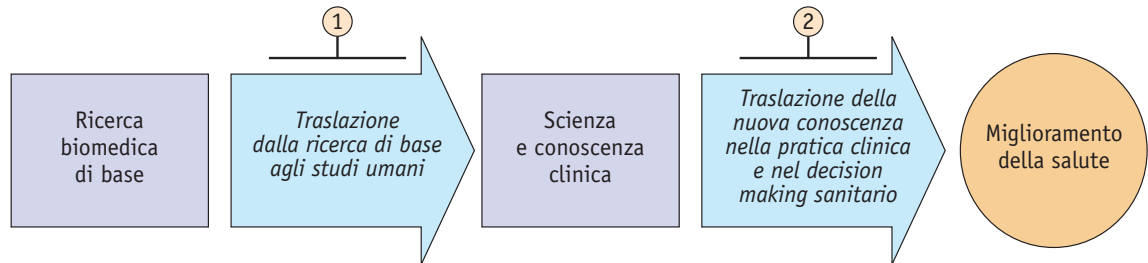 1
2
Ricerca
biomedica
di base
Traslazione
dalla ricerca di base
agli studi umani
Scienza
e conoscenza
clinica
Traslazione della
nuova conoscenza
nella pratica clinica
e nel decision
making sanitario
Miglioramento
della salute